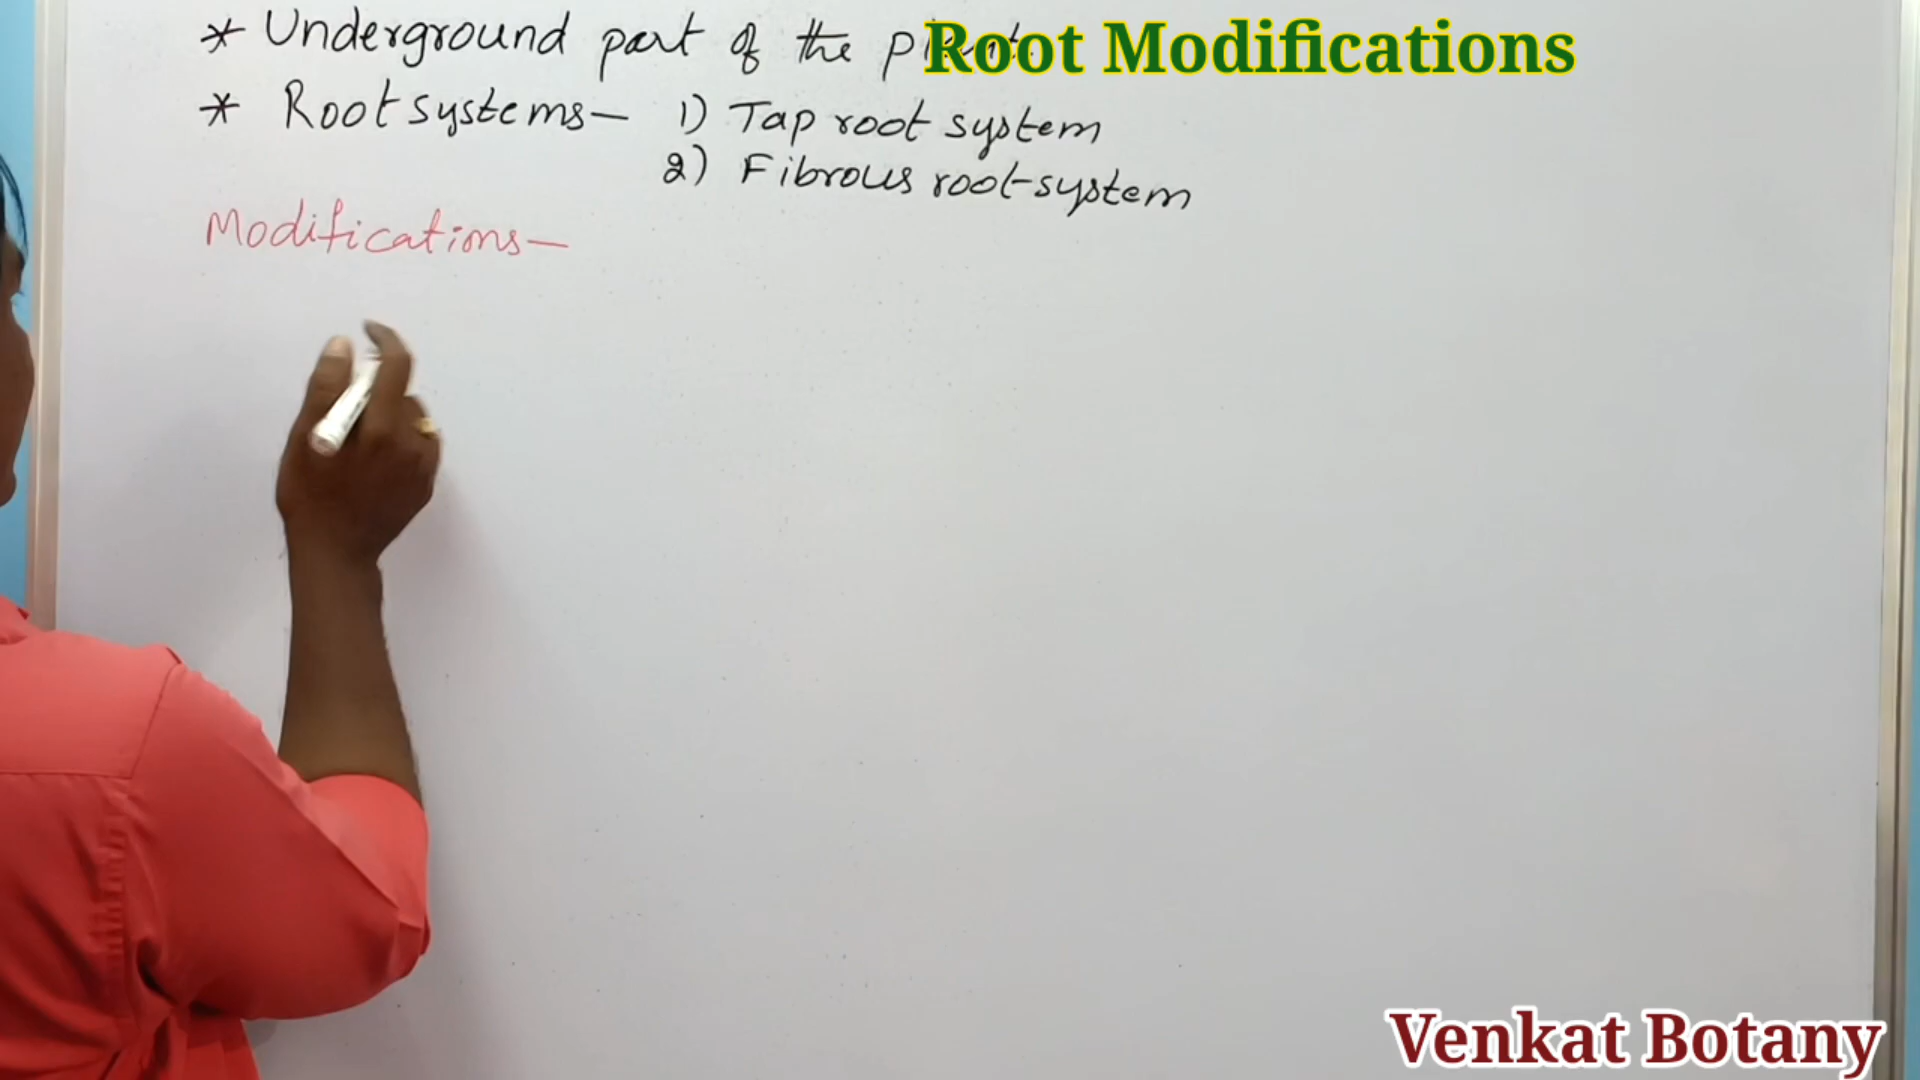 * Underground part of the plant
Root Modifications
* Root systems— 1) Tap root system
2) Fibrous root system
Modifications—
Venkat Botany